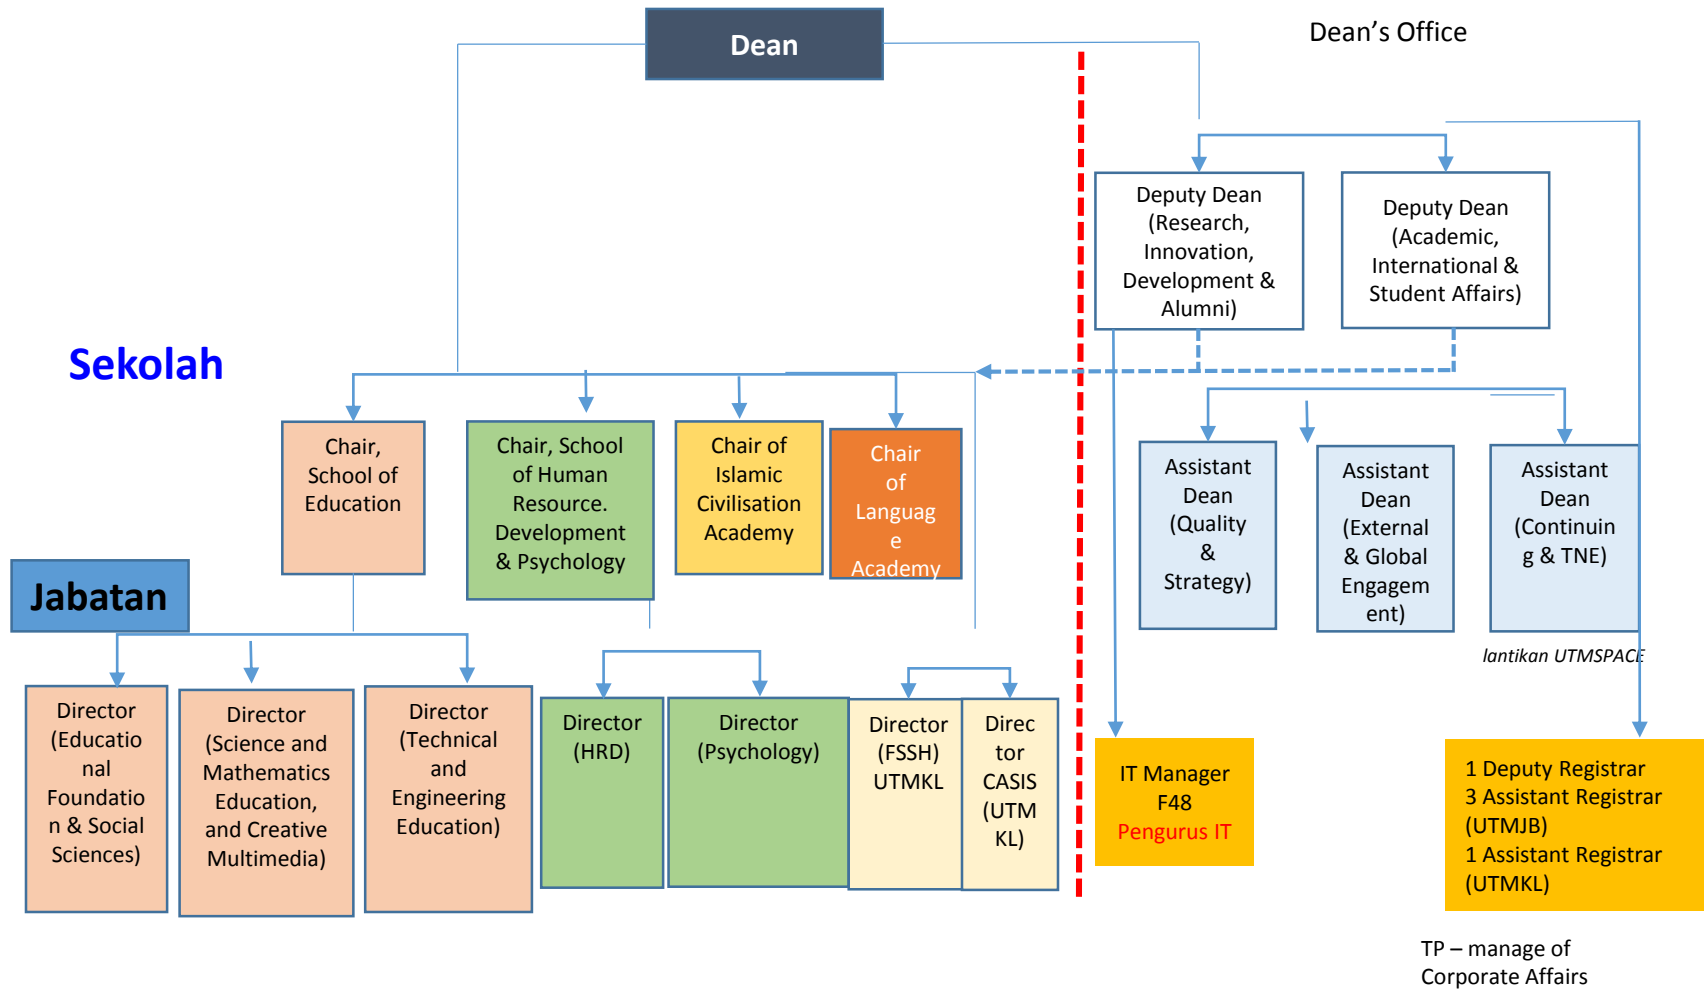 Dean
Dean’s Office
Deputy Dean
(Research,
Innovation,
Development &
Alumni)
Deputy Dean
(Academic,
International &
Student Affairs)
Sekolah
Chair,
School of
Education
Chair, School
of Human
Resource.
Development
& Psychology
Chair of
Islamic
Civilisation
Academy
Chair
of
Languag
e
Academy
Assistant
Dean
(Quality
&
Strategy)
Assistant
Dean
(External
& Global
Engagem
ent)
Assistant
Dean
(Continuin
g & TNE)
lantikan UTMSPACE
Jabatan
Director
(Educatio
nal
Foundatio
n & Social
Sciences)
Director
(Science and
Mathematics
Education,
and Creative
Multimedia)
Director
(Technical
and
Engineering
Education)
Director
(HRD)
Director
(Psychology)
Director
(FSSH)
UTMKL
Direc
tor
CASIS
(UTM
KL)
IT Manager
F48
Pengurus IT
1 Deputy Registrar
3 Assistant Registrar
(UTMJB)
1 Assistant Registrar
(UTMKL)
TP – manage of
Corporate Affairs